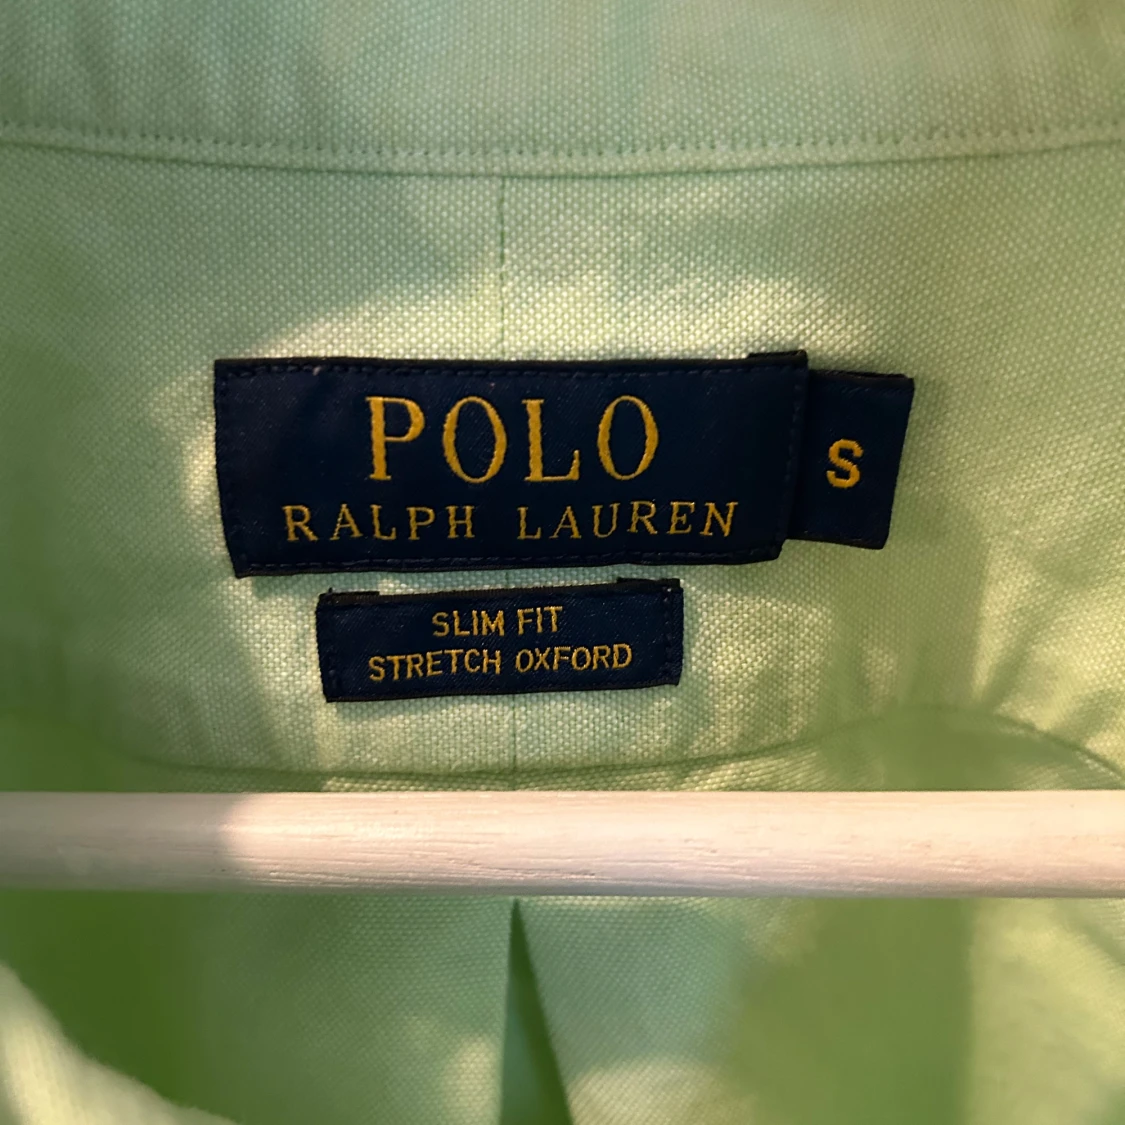 POLO
RALPH LAUREN
S
SLIM FIT
STRETCH OXFORD